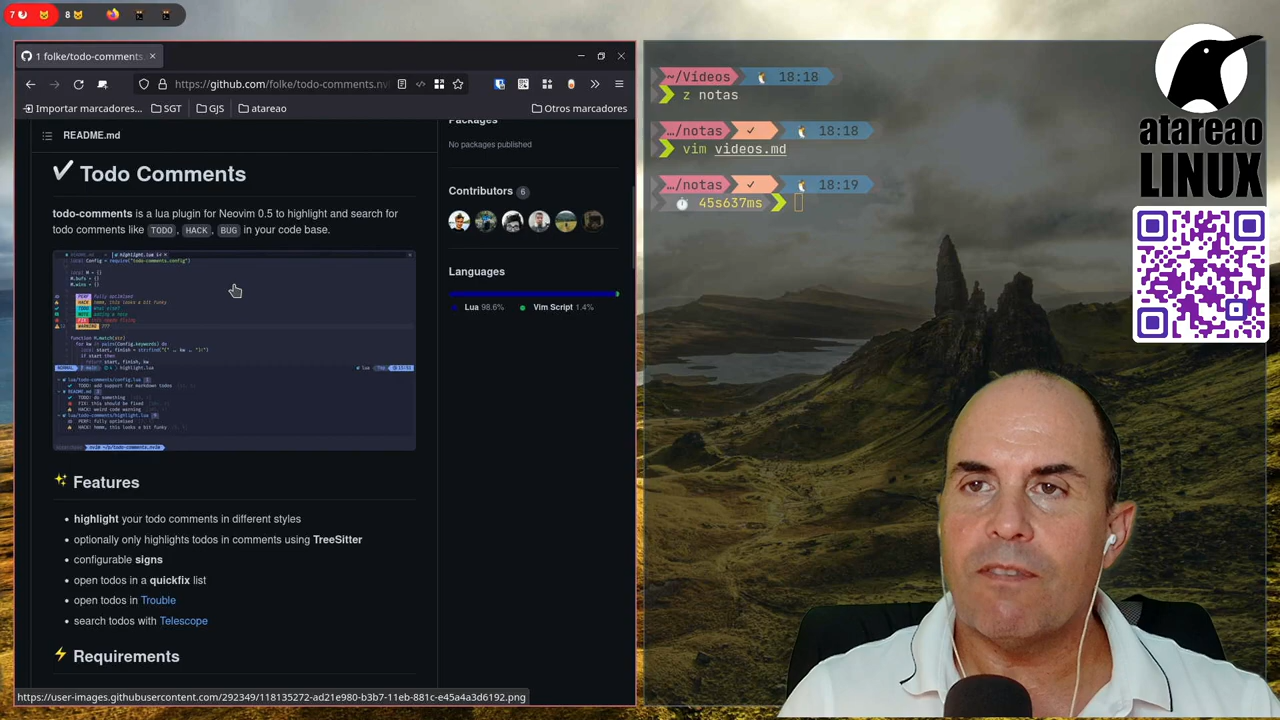 7
8
1 folke/todo-comments.
https://github.com/folke/todo-comments.nvi
Importar marcadores...
SGT
GJS
atareao
Otros marcadores
README.md
Todo Comments
todo-comments is a lua plugin for Neovim 0.5 to highlight and search for
todo comments like TODO, HACK, BUG in your code base.
Features
highlight your todo comments in different styles
optionally only highlights todos in comments using TreeSitter
configurable signs
open todos in a quickfix list
open todos in Trouble
search todos with Telescope
Requirements
Packages
No packages published
Contributors 6
Languages
Lua 98.6%
Vim Script 1.4%
https://user-images.githubusercontent.com/292349/118135272-ad21e980-b3b7-11eb-881c-e45a4a3d6192.png
~/Vídeos 18:18
z notas
…/notas ✓ 18:18
vim videos.md
…/notas ✓ 18:19
45s637ms
atareao
LINUX